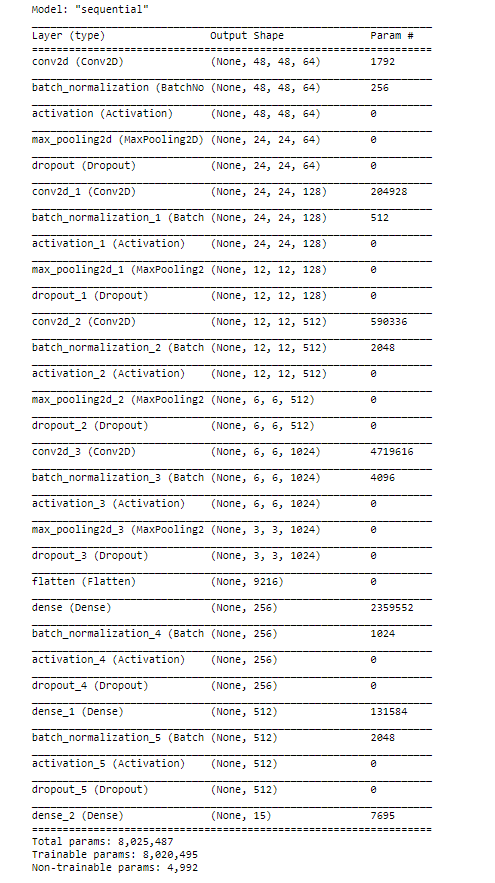 Model: "sequential"
Layer (type) Output Shape Param #
conv2d (Conv2D) (None, 48, 48, 64) 1792
batch_normalization (BatchNo (None, 48, 48, 64) 256
activation (Activation) (None, 48, 48, 64) 0
max_pooling2d (MaxPooling2D) (None, 24, 24, 64) 0
dropout (Dropout) (None, 24, 24, 64) 0
conv2d_1 (Conv2D) (None, 24, 24, 128) 204928
batch_normalization_1 (Batch (None, 24, 24, 128) 512
activation_1 (Activation) (None, 24, 24, 128) 0
max_pooling2d_1 (MaxPooling2 (None, 12, 12, 128) 0
dropout_1 (Dropout) (None, 12, 12, 128) 0
conv2d_2 (Conv2D) (None, 12, 12, 512) 590336
batch_normalization_2 (Batch (None, 12, 12, 512) 2048
activation_2 (Activation) (None, 12, 12, 512) 0
max_pooling2d_2 (MaxPooling2 (None, 6, 6, 512) 0
dropout_2 (Dropout) (None, 6, 6, 512) 0
conv2d_3 (Conv2D) (None, 6, 6, 1024) 4719616
batch_normalization_3 (Batch (None, 6, 6, 1024) 4096
activation_3 (Activation) (None, 6, 6, 1024) 0
max_pooling2d_3 (MaxPooling2 (None, 3, 3, 1024) 0
dropout_3 (Dropout) (None, 3, 3, 1024) 0
flatten (Flatten) (None, 9216) 0
dense (Dense) (None, 256) 2359552
batch_normalization_4 (Batch (None, 256) 1024
activation_4 (Activation) (None, 256) 0
dropout_4 (Dropout) (None, 256) 0
dense_1 (Dense) (None, 512) 131584
batch_normalization_5 (Batch (None, 512) 2048
activation_5 (Activation) (None, 512) 0
dropout_5 (Dropout) (None, 512) 0
dense_2 (Dense) (None, 15) 7695
Total params: 8,025,487
Trainable params: 8,020,495
Non-trainable params: 4,992